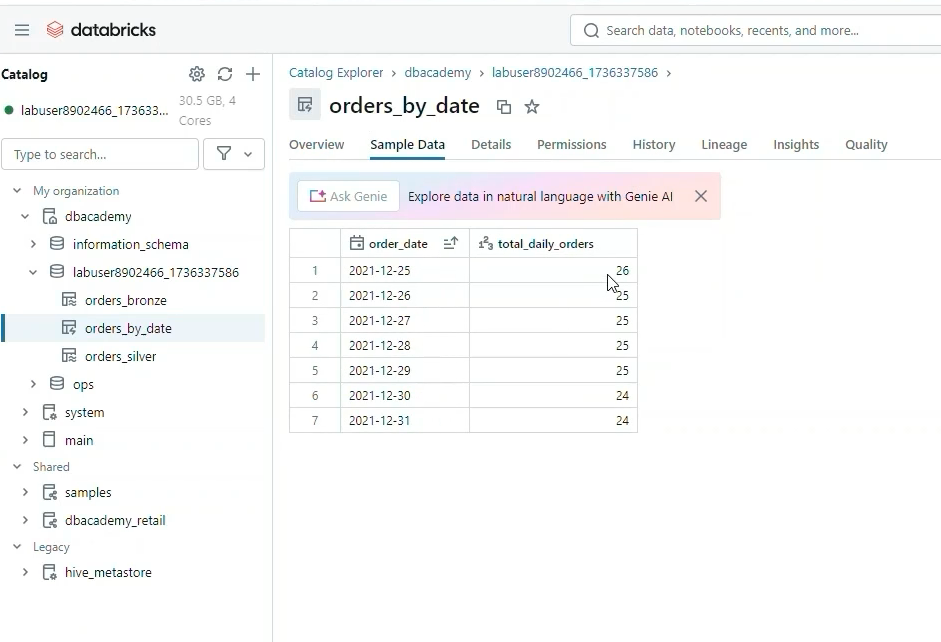 databricks
Search data, notebooks, recents, and more...
Catalog
labuser8902466_173633...
30.5 GB, 4 Cores
Type to search...
My organization
dbacademy
information_schema
labuser8902466_1736337586
orders_bronze
orders_by_date
orders_silver
ops
system
main
Shared
samples
dbacademy_retail
Legacy
hive_metastore
Catalog Explorer > dbacademy > labuser8902466_1736337586 >
orders_by_date
Overview Sample Data Details Permissions History Lineage Insights Quality
Ask Genie Explore data in natural language with Genie AI
order_date 1²3 total_daily_orders
1 2021-12-25 26
2 2021-12-26 25
3 2021-12-27 25
4 2021-12-28 25
5 2021-12-29 25
6 2021-12-30 24
7 2021-12-31 24